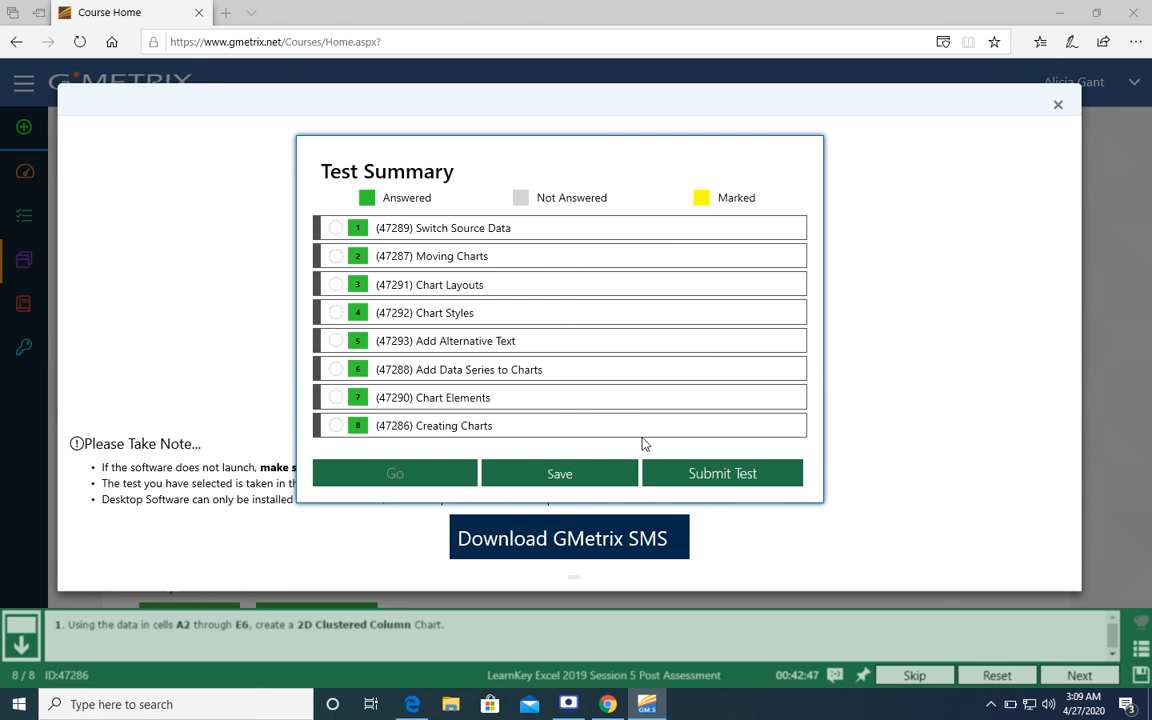 Course Home
https://www.gmetrix.net/Courses/Home.aspx?
GMETRIX
Alicia Gant
Test Summary
Answered Not Answered Marked
1 (47289) Switch Source Data
2 (47287) Moving Charts
3 (47291) Chart Layouts
4 (47292) Chart Styles
5 (47293) Add Alternative Text
6 (47288) Add Data Series to Charts
7 (47290) Chart Elements
8 (47286) Creating Charts
Go Save Submit Test
Please Take Note...
• If the software does not launch, make s
• The test you have selected is taken in th
• Desktop Software can only be installed
Download GMetrix SMS
1. Using the data in cells A2 through E6, create a 2D Clustered Column Chart.
8 / 8 ID:47286 LearnKey Excel 2019 Session 5 Post Assessment 00:42:47 Skip Reset Next
Type here to search
GM.S
3:09 AM
4/27/2020
3